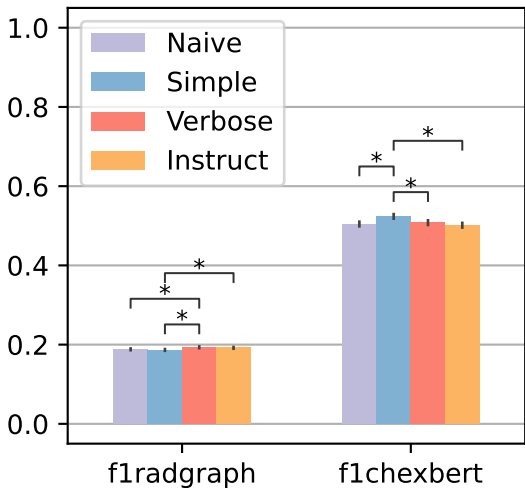 1.0
0.8
0.6
0.4
0.2
0.0
Naive
Simple
Verbose
Instruct
*
*
*
*
*
*
f1radgraph
f1chexbert